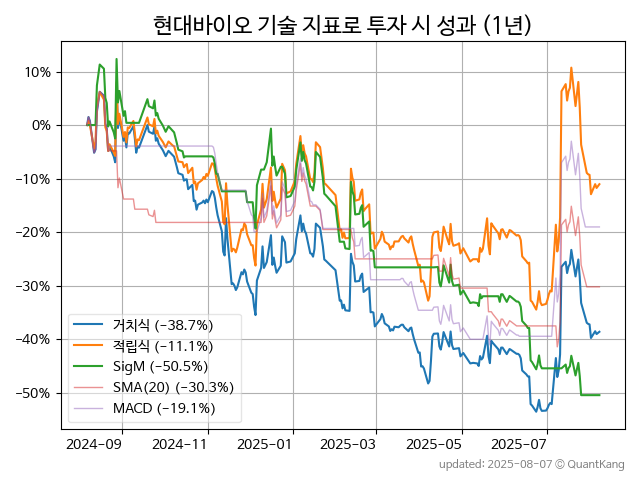 현대바이오 기술 지표로 투자 시 성과 (1년)
10%
0%
−10%
−20%
−30%
−40%
−50%
거치식 (−38.7%)
적립식 (−11.1%)
SigM (−50.5%)
SMA(20) (−30.3%)
MACD (−19.1%)
2024-09 2024-11 2025-01 2025-03 2025-05 2025-07
updated: 2025-08-07 © QuantKang